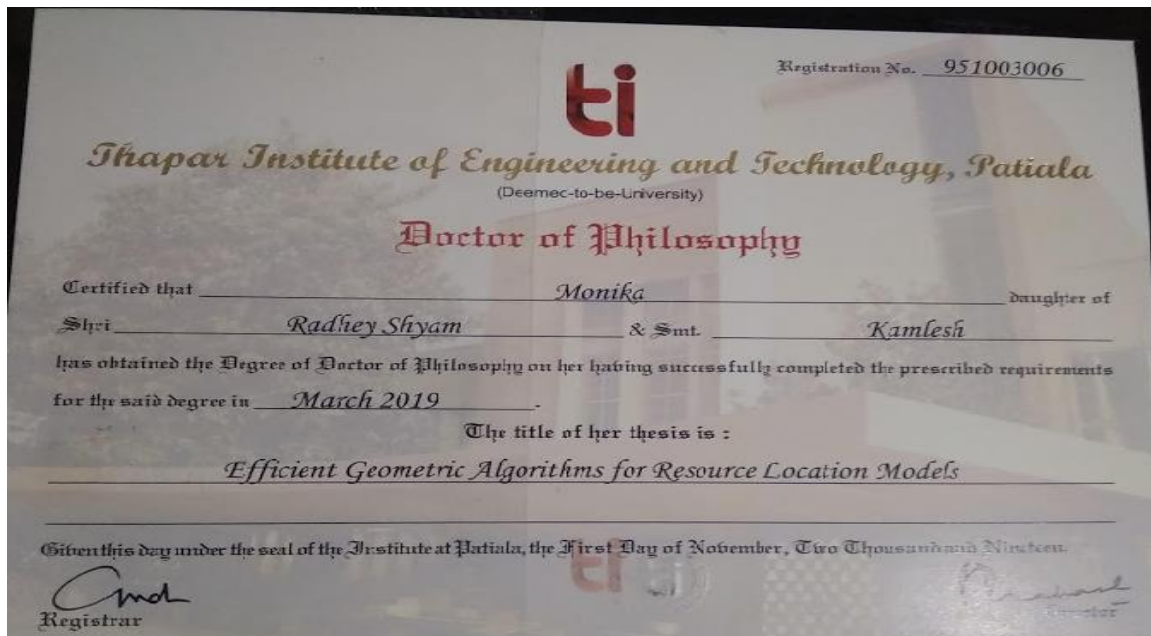 Registration No. 951003006
ti
Thapar Institute of Engineering and Technology, Patiala
(Deemec-to-be-University)
Doctor of Philosophy
Certified that Monika daughter of
Shri Radhey Shyam & Smt. Kamlesh
has obtained the Degree of Doctor of Philosophy on her having successfully completed the prescribed requirements
for the said degree in March 2019.
The title of her thesis is :
Efficient Geometric Algorithms for Resource Location Models
Given this day under the seal of the Institute at Patiala, the First Day of November, Two Thousand and Nineteen.
ti
Registrar
Director